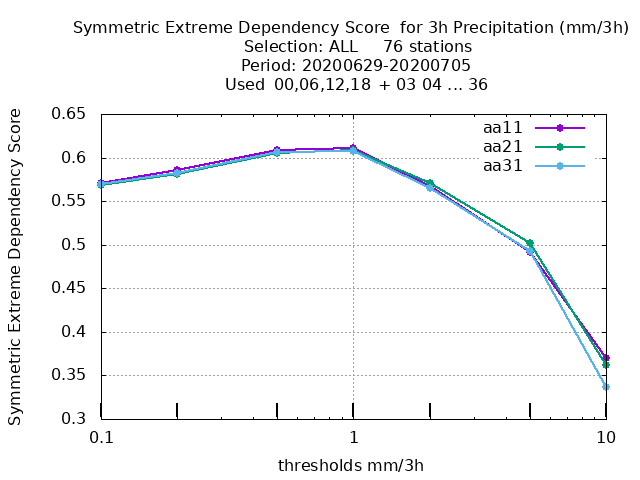 Symmetric Extreme Dependency Score  for 3h Precipitation (mm/3h)
Selection: ALL     76 stations
Period: 20200629-20200705
Used  00,06,12,18  + 03 04 ... 36
Symmetric Extreme Dependency Score
0.65
0.6
0.55
0.5
0.45
0.4
0.35
0.3
aa11
aa21
aa31
0.1
1
10
thresholds mm/3h